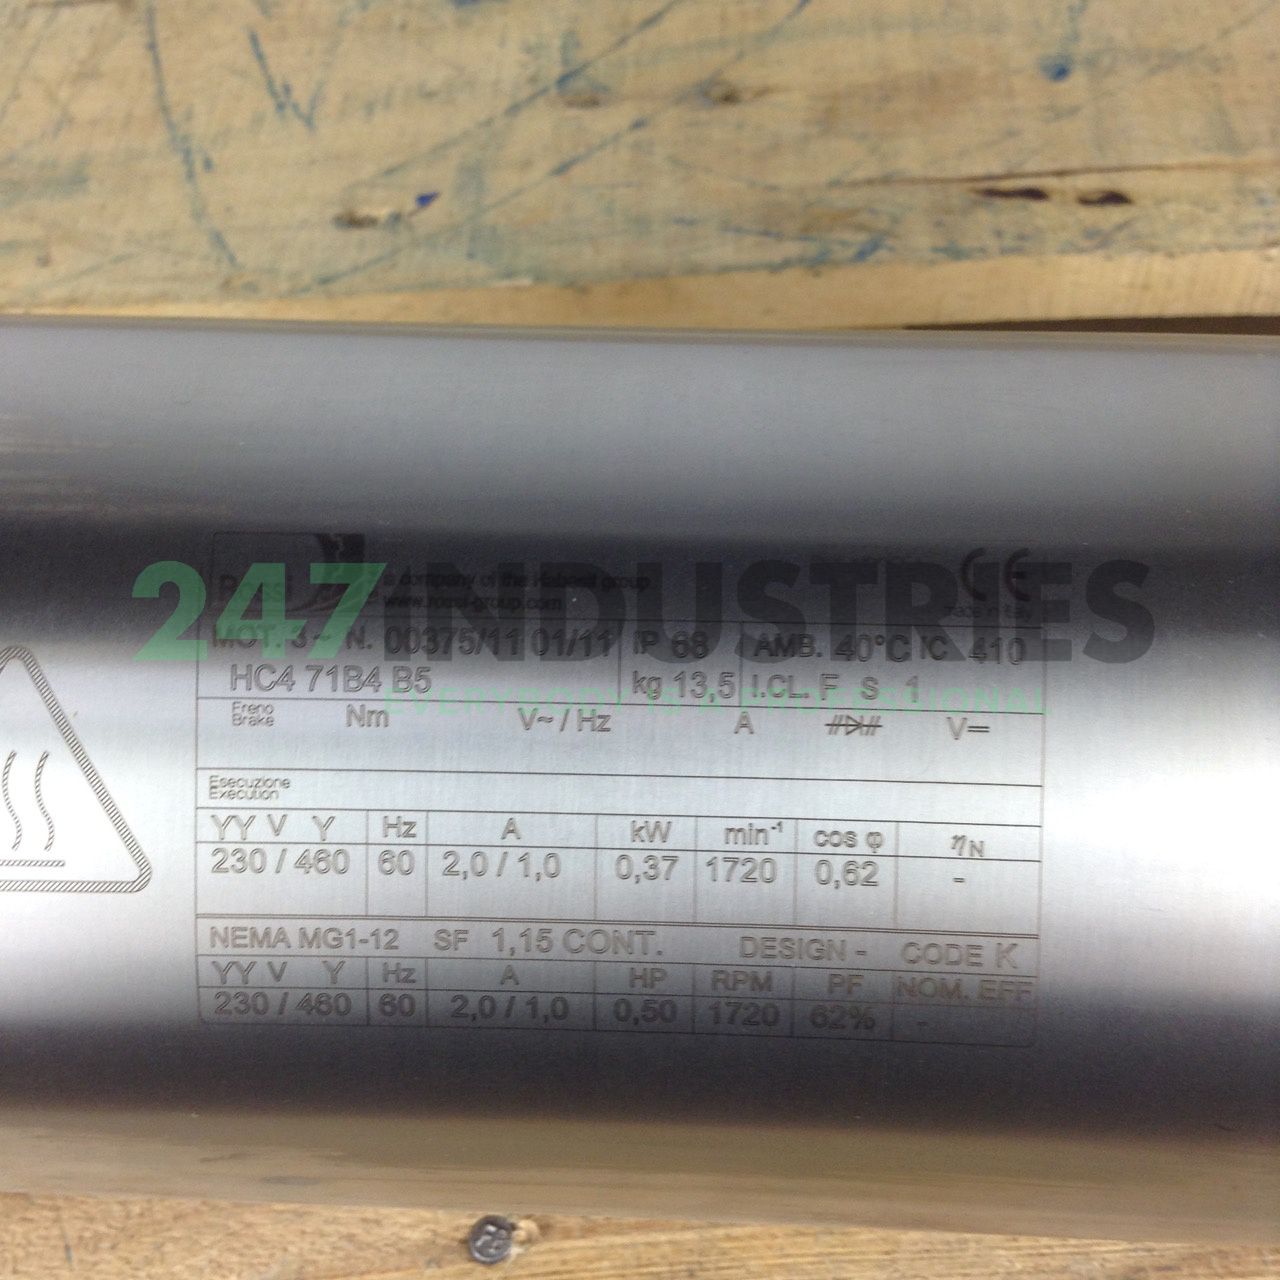 Rossi
a company of the Habasit group
www.rossi-group.com
CE
made in Italy
247 INDUSTRIES
EVERYBODY IS A PROFESSIONAL
MOT. 3~ N. 00375/11 01/11 IP 68 AMB. 40°C IC 410
HC4 71B4 B5 kg 13,5 I.CL. F S 1
Freno Nm V~ / Hz A V=
Brake
Esecuzione
Execution
YY V Y Hz A kW min⁻¹ cos φ ηN
230 / 460 60 2,0 / 1,0 0,37 1720 0,62 -
NEMA MG1-12 SF 1,15 CONT. DESIGN - CODE K
YY V Y Hz A HP RPM PF NOM. EFF
230 / 460 60 2,0 / 1,0 0,50 1720 62% -